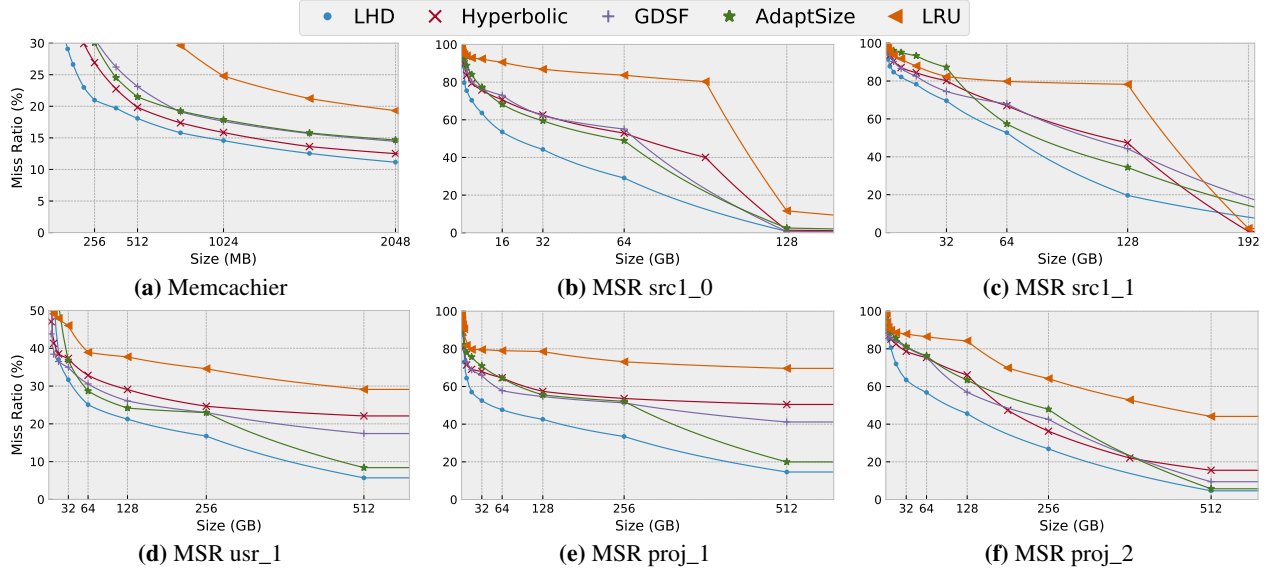 LHD Hyperbolic GDSF AdaptSize LRU
30
25
20
15
10
5
0
Miss Ratio (%)
256 512 1024 2048
Size (MB)
(a) Memcachier
100
80
60
40
20
0
16 32 64 128
Size (GB)
(b) MSR src1_0
100
80
60
40
20
0
32 64 128 192
Size (GB)
(c) MSR src1_1
50
40
30
20
10
0
Miss Ratio (%)
32 64 128 256 512
Size (GB)
(d) MSR usr_1
100
80
60
40
20
0
32 64 128 256 512
Size (GB)
(e) MSR proj_1
100
80
60
40
20
0
32 64 128 256 512
Size (GB)
(f) MSR proj_2